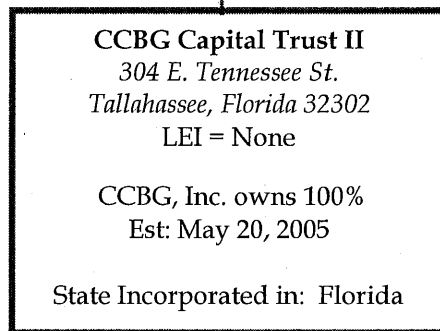 CCBG Capital Trust II
304 E. Tennessee St.
Tallahassee, Florida 32302
LEI = None
CCBG, Inc. owns 100%
Est: May 20, 2005
State Incorporated in: Florida